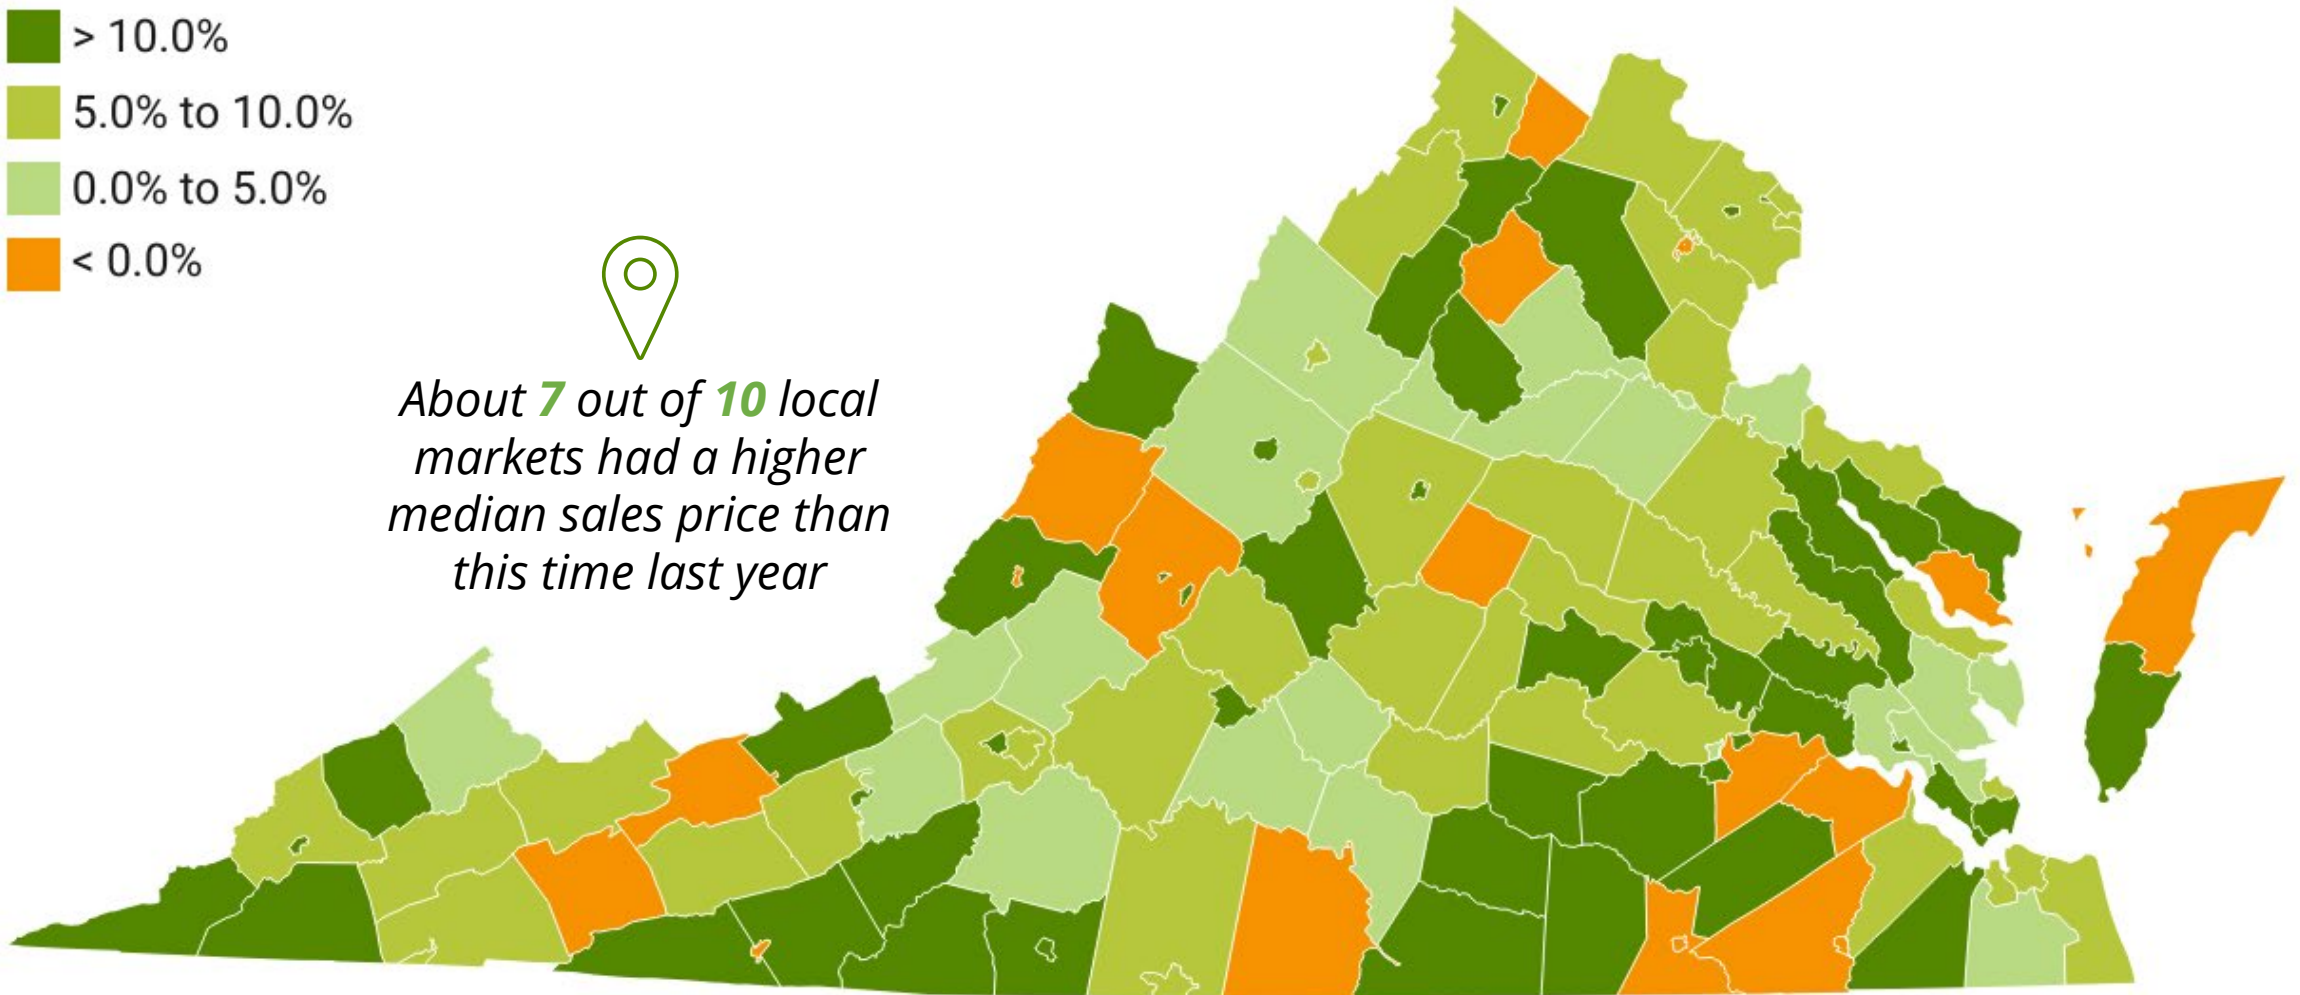 > 10.0%
5.0% to 10.0%
0.0% to 5.0%
< 0.0%
About 7 out of 10 local
markets had a higher
median sales price than
this time last year